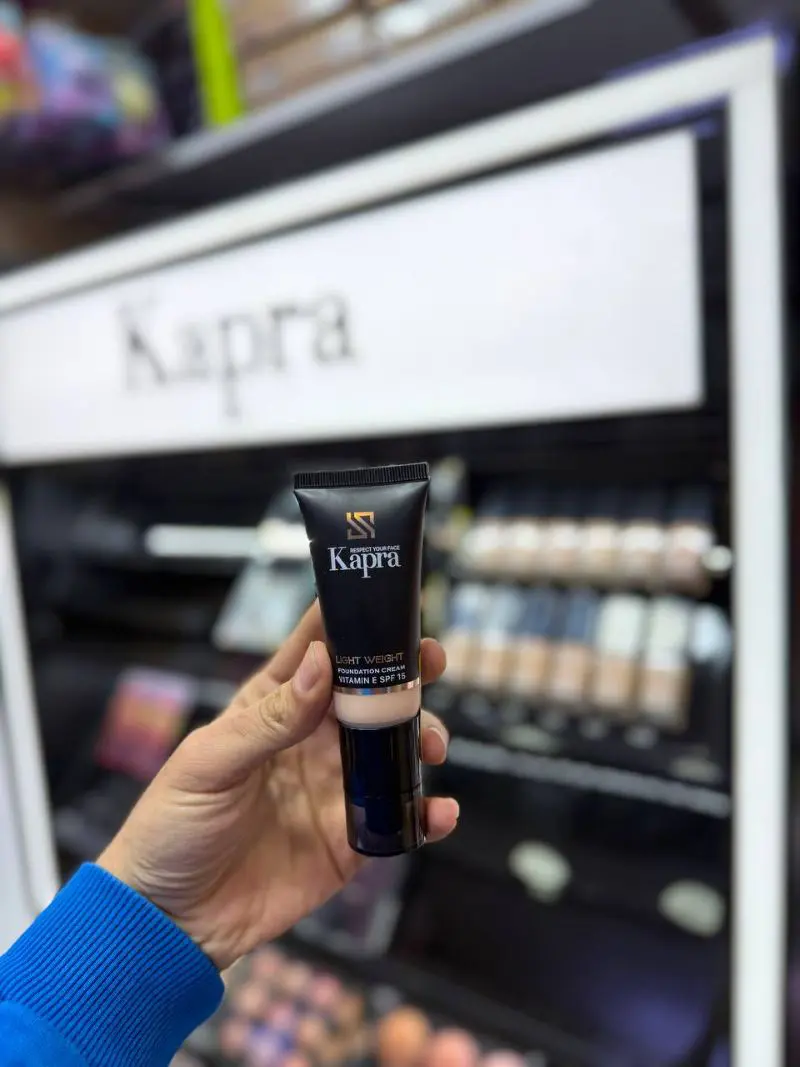 Kapra
RESPECT YOUR FACE
Kapra
LIGHT WEIGHT
FOUNDATION CREAM
VITAMIN E SPF 15